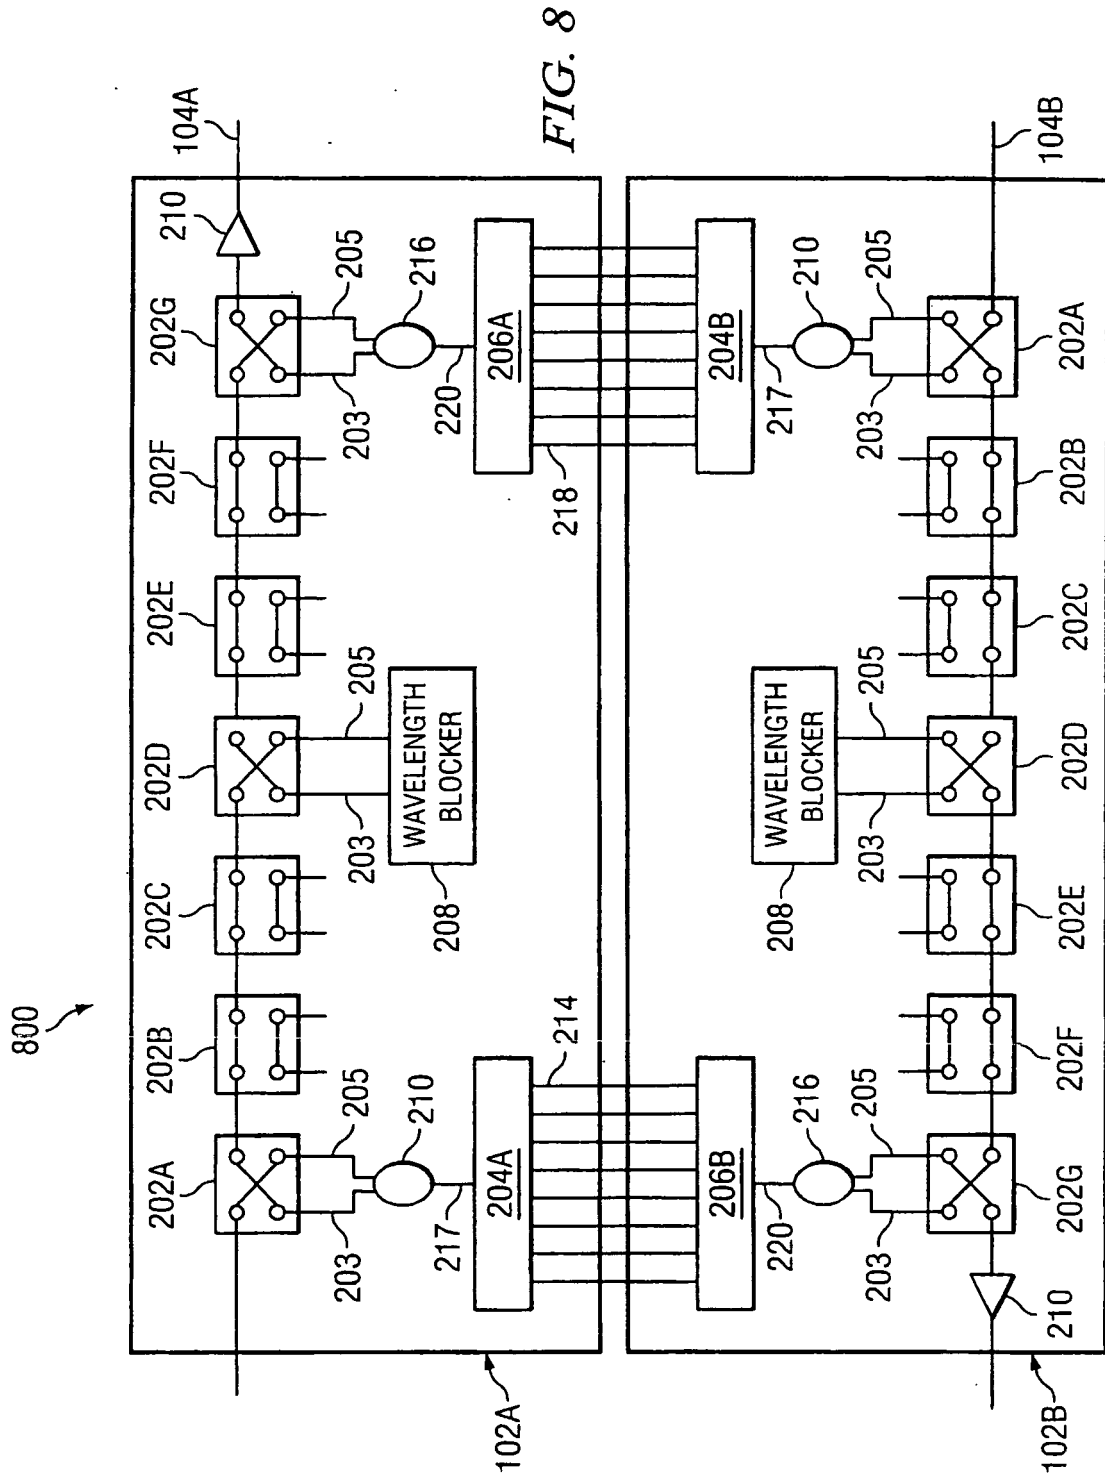 800
202A
202B
202C
202D
202E
202F
202G
210
104A
203
205
203
205
203
205
210
216
217
220
204A
WAVELENGTH
BLOCKER
208
206A
214
218
102A
FIG. 8
206B
WAVELENGTH
BLOCKER
208
204B
220
216
217
210
203
205
203
205
203
205
210
202G
202F
202E
202D
202C
202B
202A
104B
102B